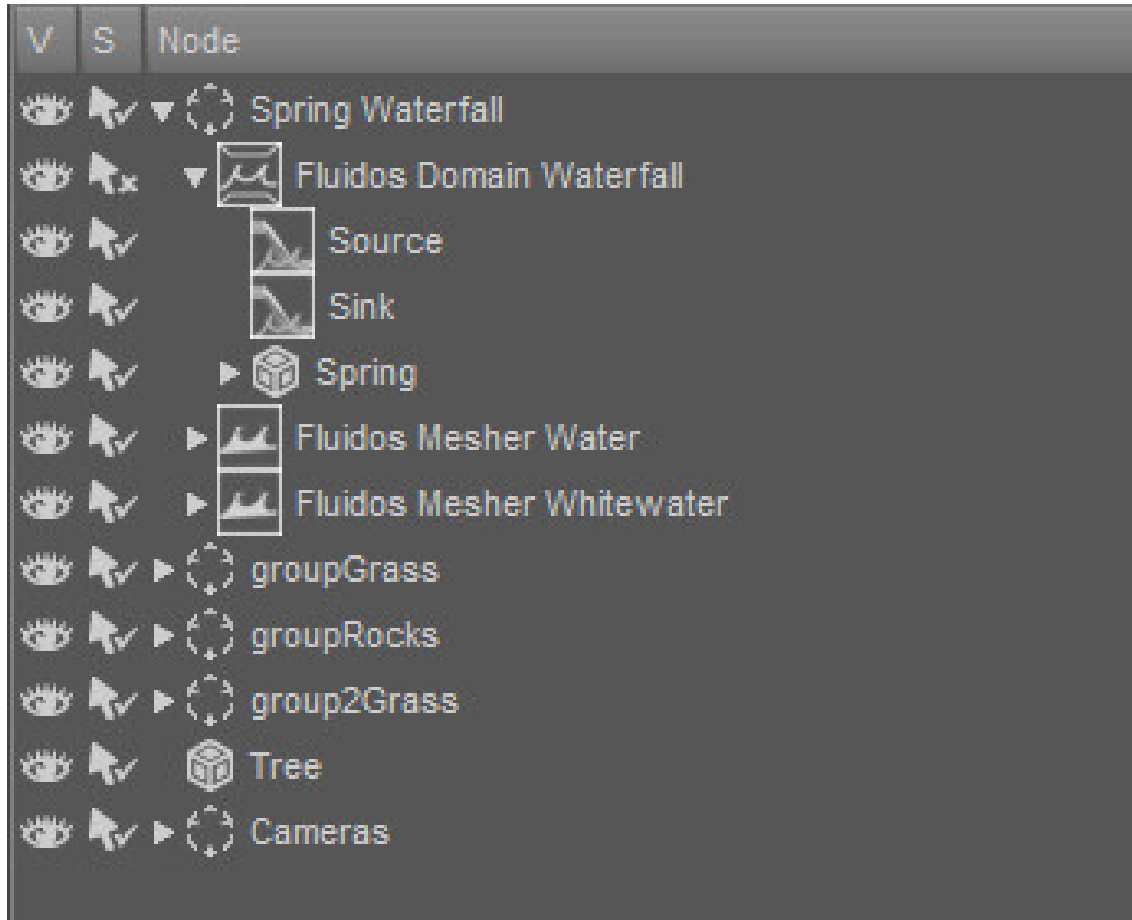 V S Node
Spring Waterfall
Fluidos Domain Waterfall
Source
Sink
Spring
Fluidos Mesher Water
Fluidos Mesher Whitewater
groupGrass
groupRocks
group2Grass
Tree
Cameras